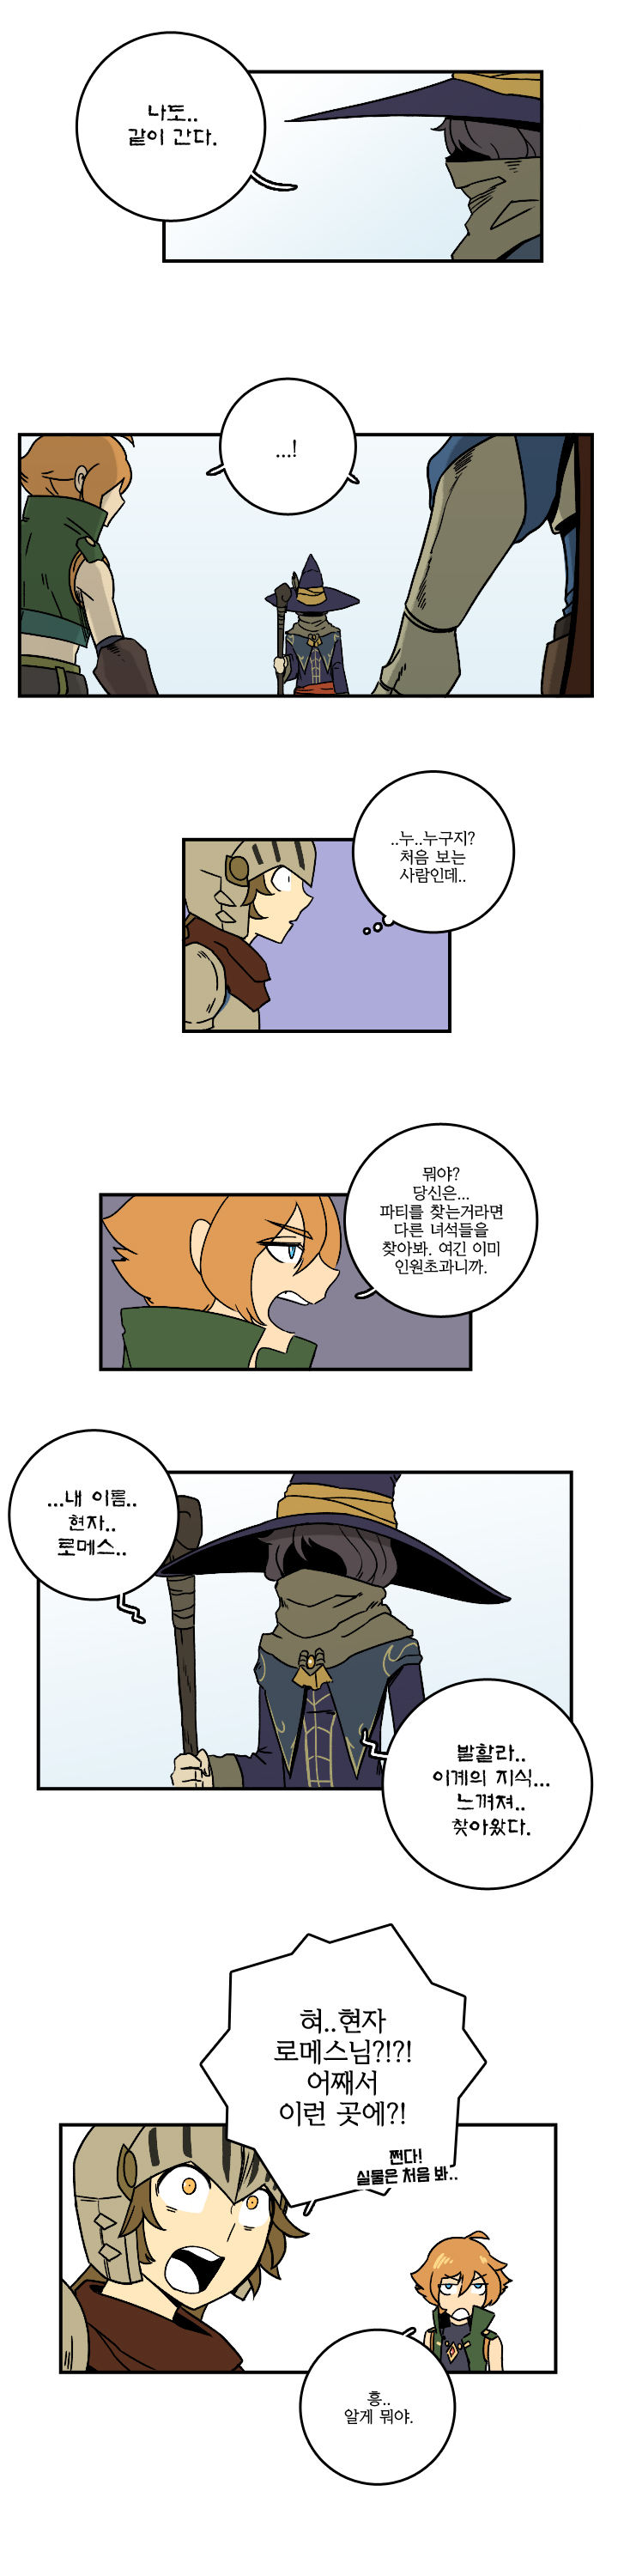 나도..
같이 간다.
...!
..누..누구지?
처음 보는
사람인데..
뭐야?
당신은...
파티를 찾는거라면
다른 녀석들을
찾아봐. 여긴 이미
인원초과니까.
...내 이름..
현자..
로메스..
발할라..
이계의 지식...
느껴져..
찾아왔다.
혀..현자
로메스님?!?!
어째서
이런 곳에?!
쩐다!
실물은 처음 봐..
흥..
알게 뭐야.